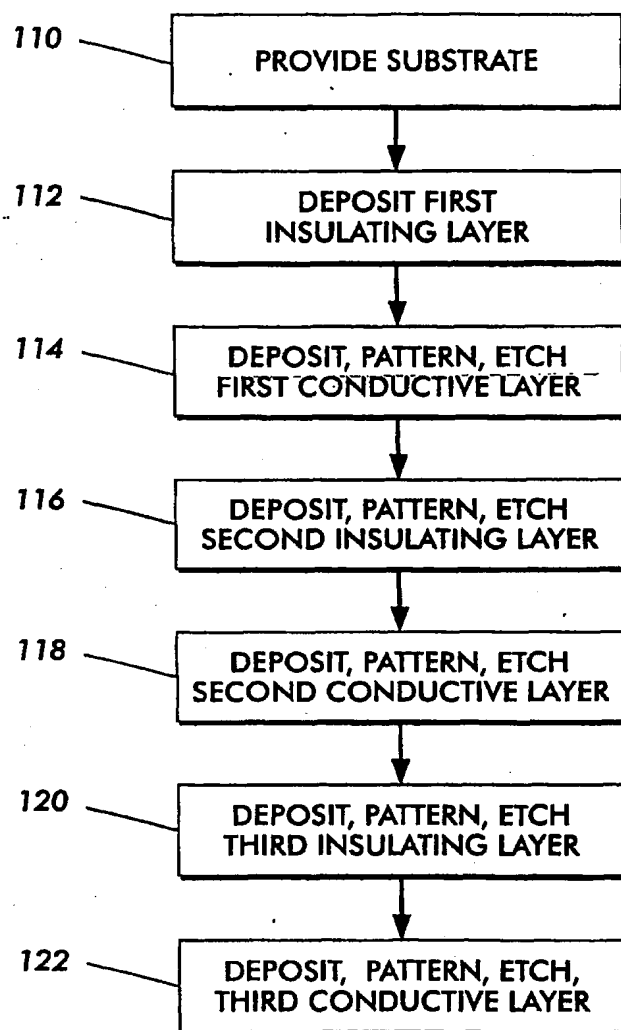 110
PROVIDE SUBSTRATE
112
DEPOSIT FIRST
INSULATING LAYER
114
DEPOSIT, PATTERN, ETCH
FIRST CONDUCTIVE LAYER
116
DEPOSIT, PATTERN, ETCH
SECOND INSULATING LAYER
118
DEPOSIT, PATTERN, ETCH
SECOND CONDUCTIVE LAYER
120
DEPOSIT, PATTERN, ETCH
THIRD INSULATING LAYER
122
DEPOSIT, PATTERN, ETCH,
THIRD CONDUCTIVE LAYER